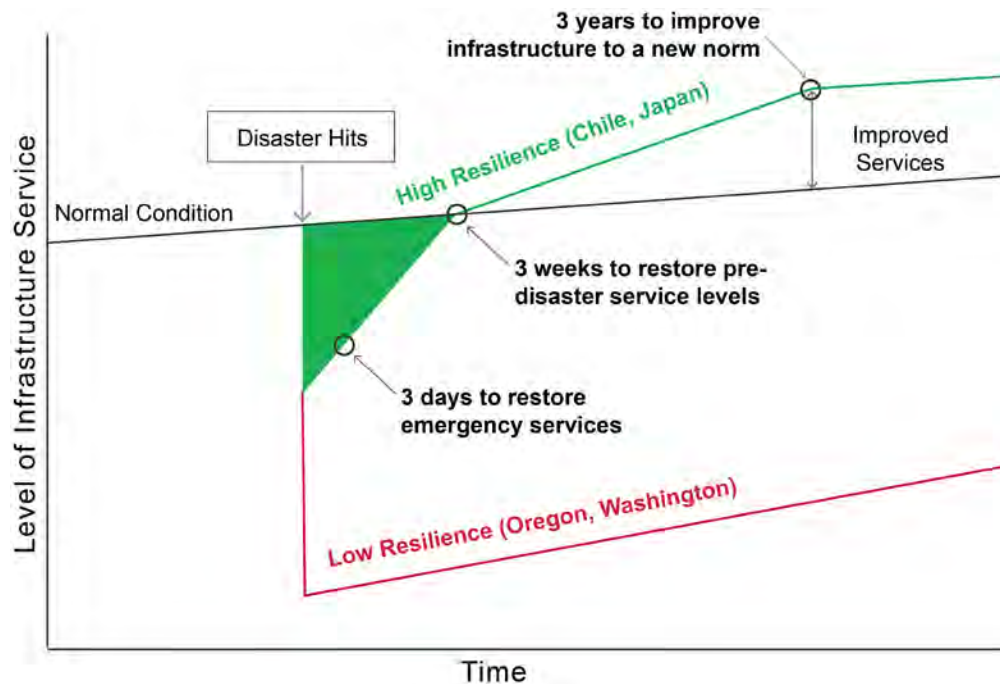 3 years to improve
infrastructure to a new norm
Disaster Hits
High Resilience (Chile, Japan)
Improved
Services
Normal Condition
3 weeks to restore pre-
disaster service levels
3 days to restore
emergency services
Low Resilience (Oregon, Washington)
Level of Infrastructure Service
Time